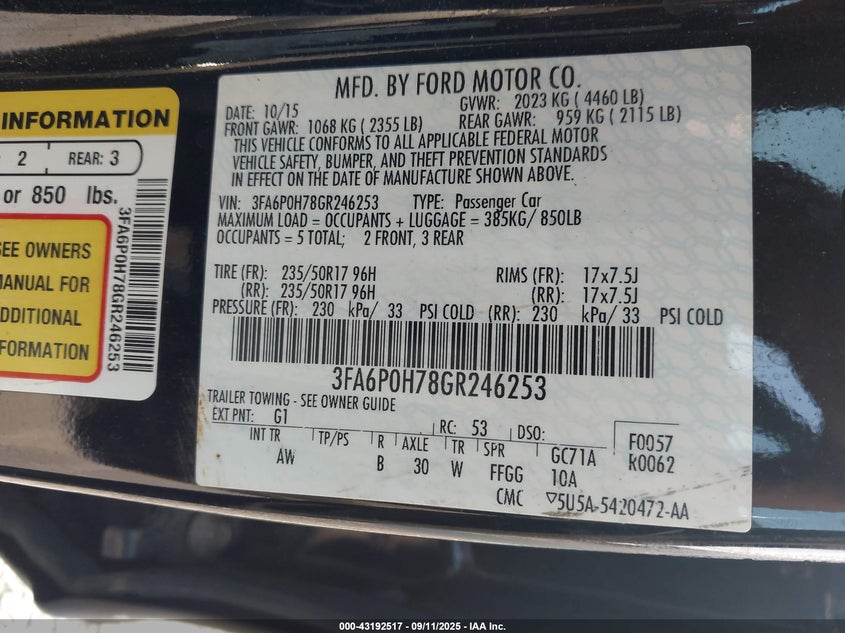 INFORMATION
2 REAR: 3
or 850 lbs.
SEE OWNERS
MANUAL FOR
ADDITIONAL
FORMATION
3FA6P0H78GR246253
MFD. BY FORD MOTOR CO.
DATE: 10/15 GVWR: 2023 KG ( 4460 LB)
FRONT GAWR: 1068 KG ( 2355 LB) REAR GAWR: 959 KG ( 2115 LB)
THIS VEHICLE CONFORMS TO ALL APPLICABLE FEDERAL MOTOR
VEHICLE SAFETY, BUMPER, AND THEFT PREVENTION STANDARDS
IN EFFECT ON THE DATE OF MANUFACTURE SHOWN ABOVE.
VIN: 3FA6P0H78GR246253 TYPE: Passenger Car
MAXIMUM LOAD = OCCUPANTS + LUGGAGE = 385KG/ 850LB
OCCUPANTS = 5 TOTAL; 2 FRONT, 3 REAR
TIRE (FR): 235/50R17 96H RIMS (FR): 17x7.5J
(RR): 235/50R17 96H (RR): 17x7.5J
PRESSURE (FR): 230 kPa/ 33 PSI COLD (RR): 230 kPa/ 33 PSI COLD
3FA6P0H78GR246253
TRAILER TOWING - SEE OWNER GUIDE
EXT PNT: G1 RC: 53 DSO: F0057
INT TR TP/PS R AXLE TR SPR GC71A R0062
AW B 30 W FFGG 10A
CMC ▽5U5A-5420472-AA
000-43192517 - 09/11/2025 - IAA Inc.